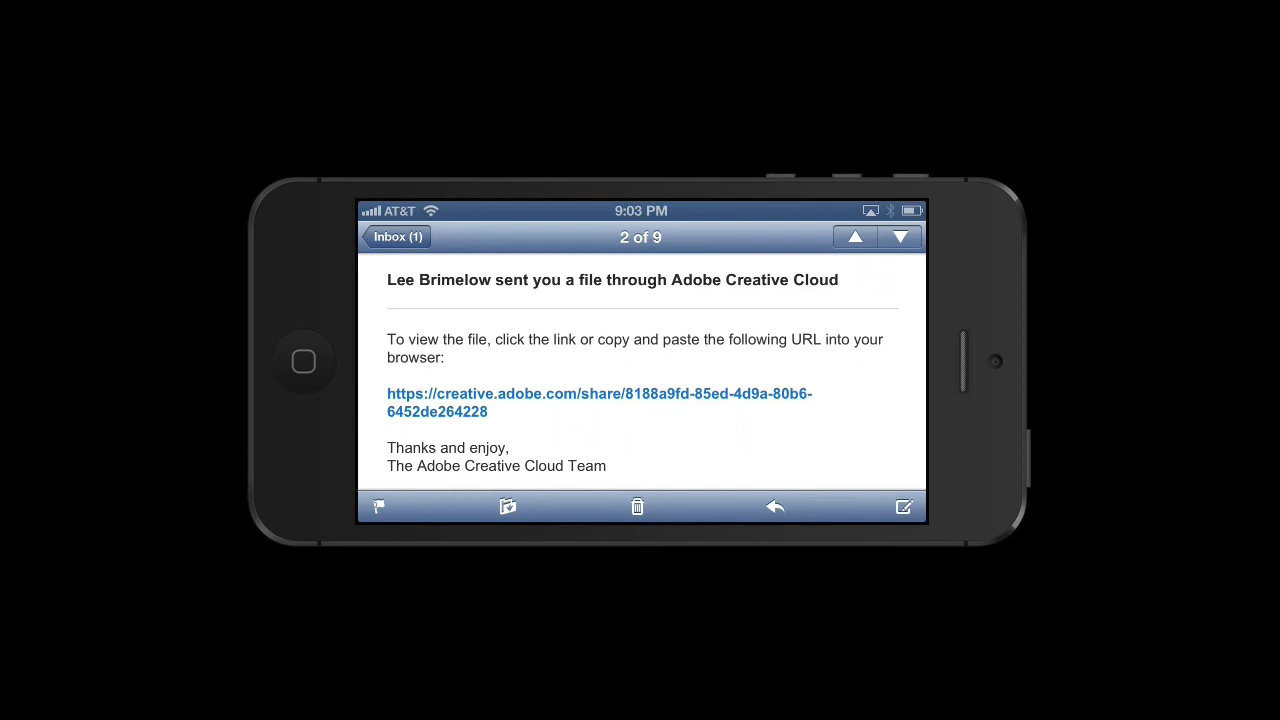 AT&T
9:03 PM
Inbox (1)
2 of 9
Lee Brimelow sent you a file through Adobe Creative Cloud
To view the file, click the link or copy and paste the following URL into your
browser:
https://creative.adobe.com/share/8188a9fd-85ed-4d9a-80b6-
6452de264228
Thanks and enjoy,
The Adobe Creative Cloud Team